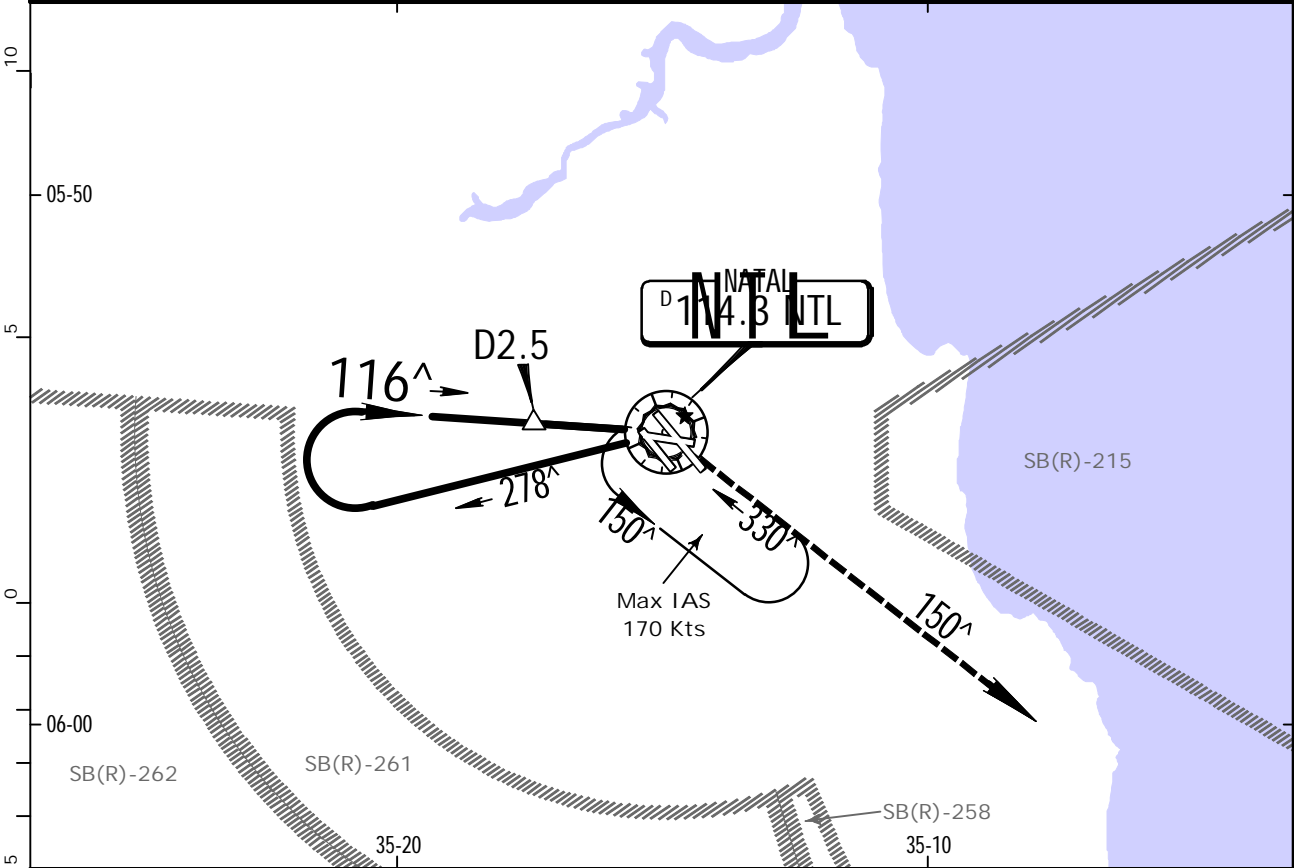 10
05-50
NATAL
D 114.3 NTL
N T L
5
D2.5
116^
278^
150^
330^
SB(R)-215
Max IAS
170 Kts
0
150^
06-00
SB(R)-262
SB(R)-261
SB(R)-258
35-20
35-10
5